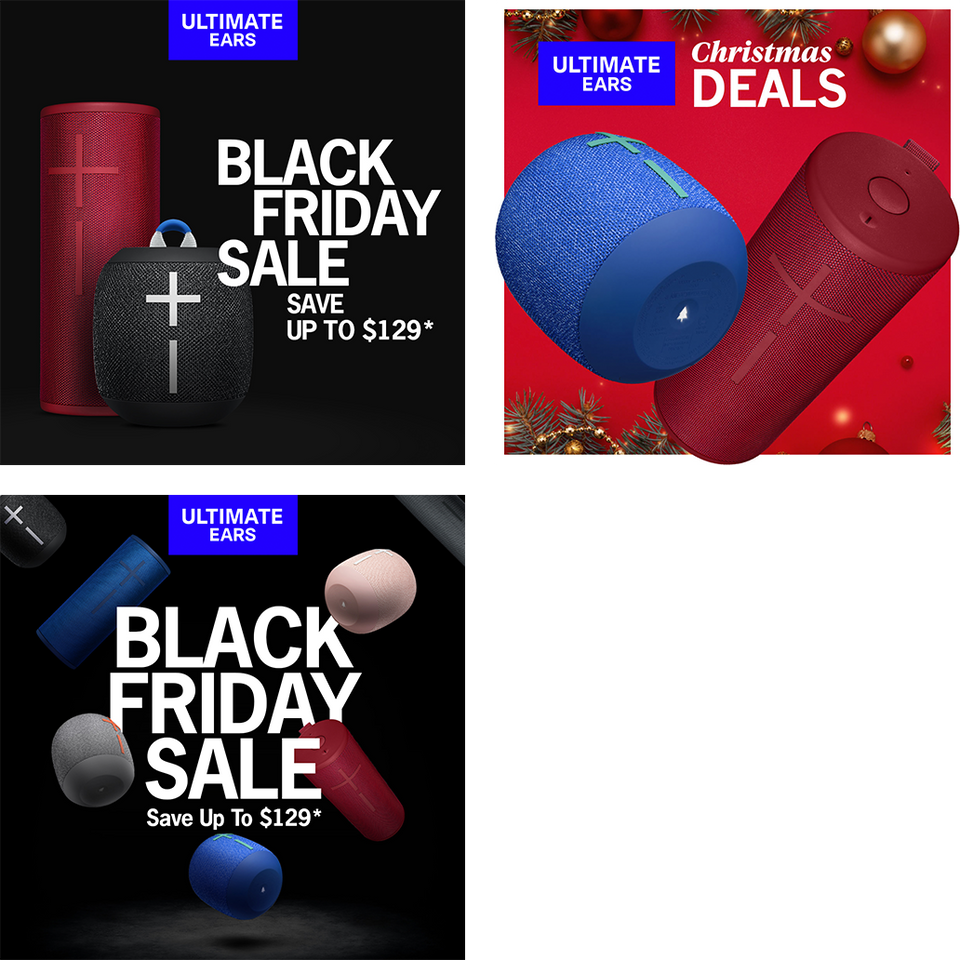 ULTIMATE
EARS
BLACK
FRIDAY
SALE
SAVE
UP TO $129*
ULTIMATE
EARS
Christmas
DEALS
ULTIMATE
EARS
BLACK
FRIDAY
SALE
Save Up To $129*